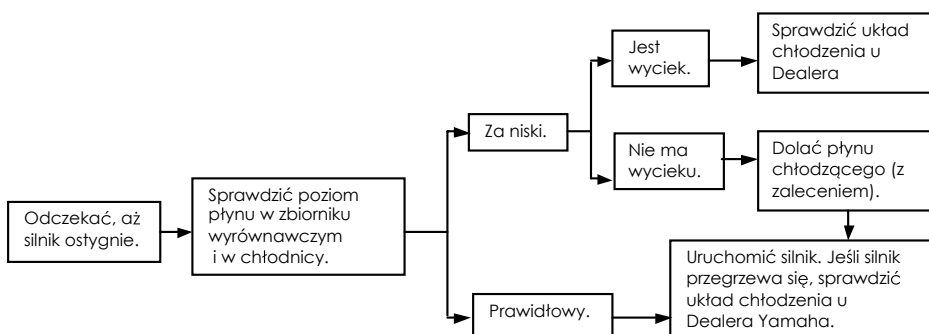 Odczekać, aż
silnik ostygnie.
Sprawdzić poziom
płynu w zbiorniku
wyrównawczym
i w chłodnicy.
Za niski.
Jest
wyciek.
Sprawdzić układ
chłodzenia u
Dealera
Nie ma
wycieku.
Dolać płynu
chłodzącego (z
zaleceniem).
Prawidłowy.
Uruchomić silnik. Jeśli silnik
przegrzewa się, sprawdzić
układ chłodzenia u
Dealera Yamaha.